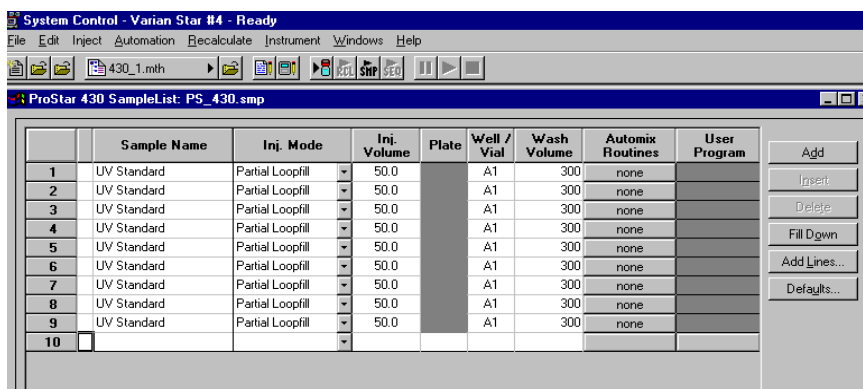 System Control - Varian Star #4 - Ready
File Edit Inject Automation Recalculate Instrument Windows Help
430_1.mth RCL SMP SEQ
ProStar 430 SampleList: PS_430.smp
Sample Name Inj. Mode Inj. Volume Plate Well / Vial Wash Volume Automix Routines User Program
1 UV Standard Partial Loopfill 50.0 A1 300 none
2 UV Standard Partial Loopfill 50.0 A1 300 none
3 UV Standard Partial Loopfill 50.0 A1 300 none
4 UV Standard Partial Loopfill 50.0 A1 300 none
5 UV Standard Partial Loopfill 50.0 A1 300 none
6 UV Standard Partial Loopfill 50.0 A1 300 none
7 UV Standard Partial Loopfill 50.0 A1 300 none
8 UV Standard Partial Loopfill 50.0 A1 300 none
9 UV Standard Partial Loopfill 50.0 A1 300 none
10
Add
Insert
Delete
Fill Down
Add Lines...
Defaults...